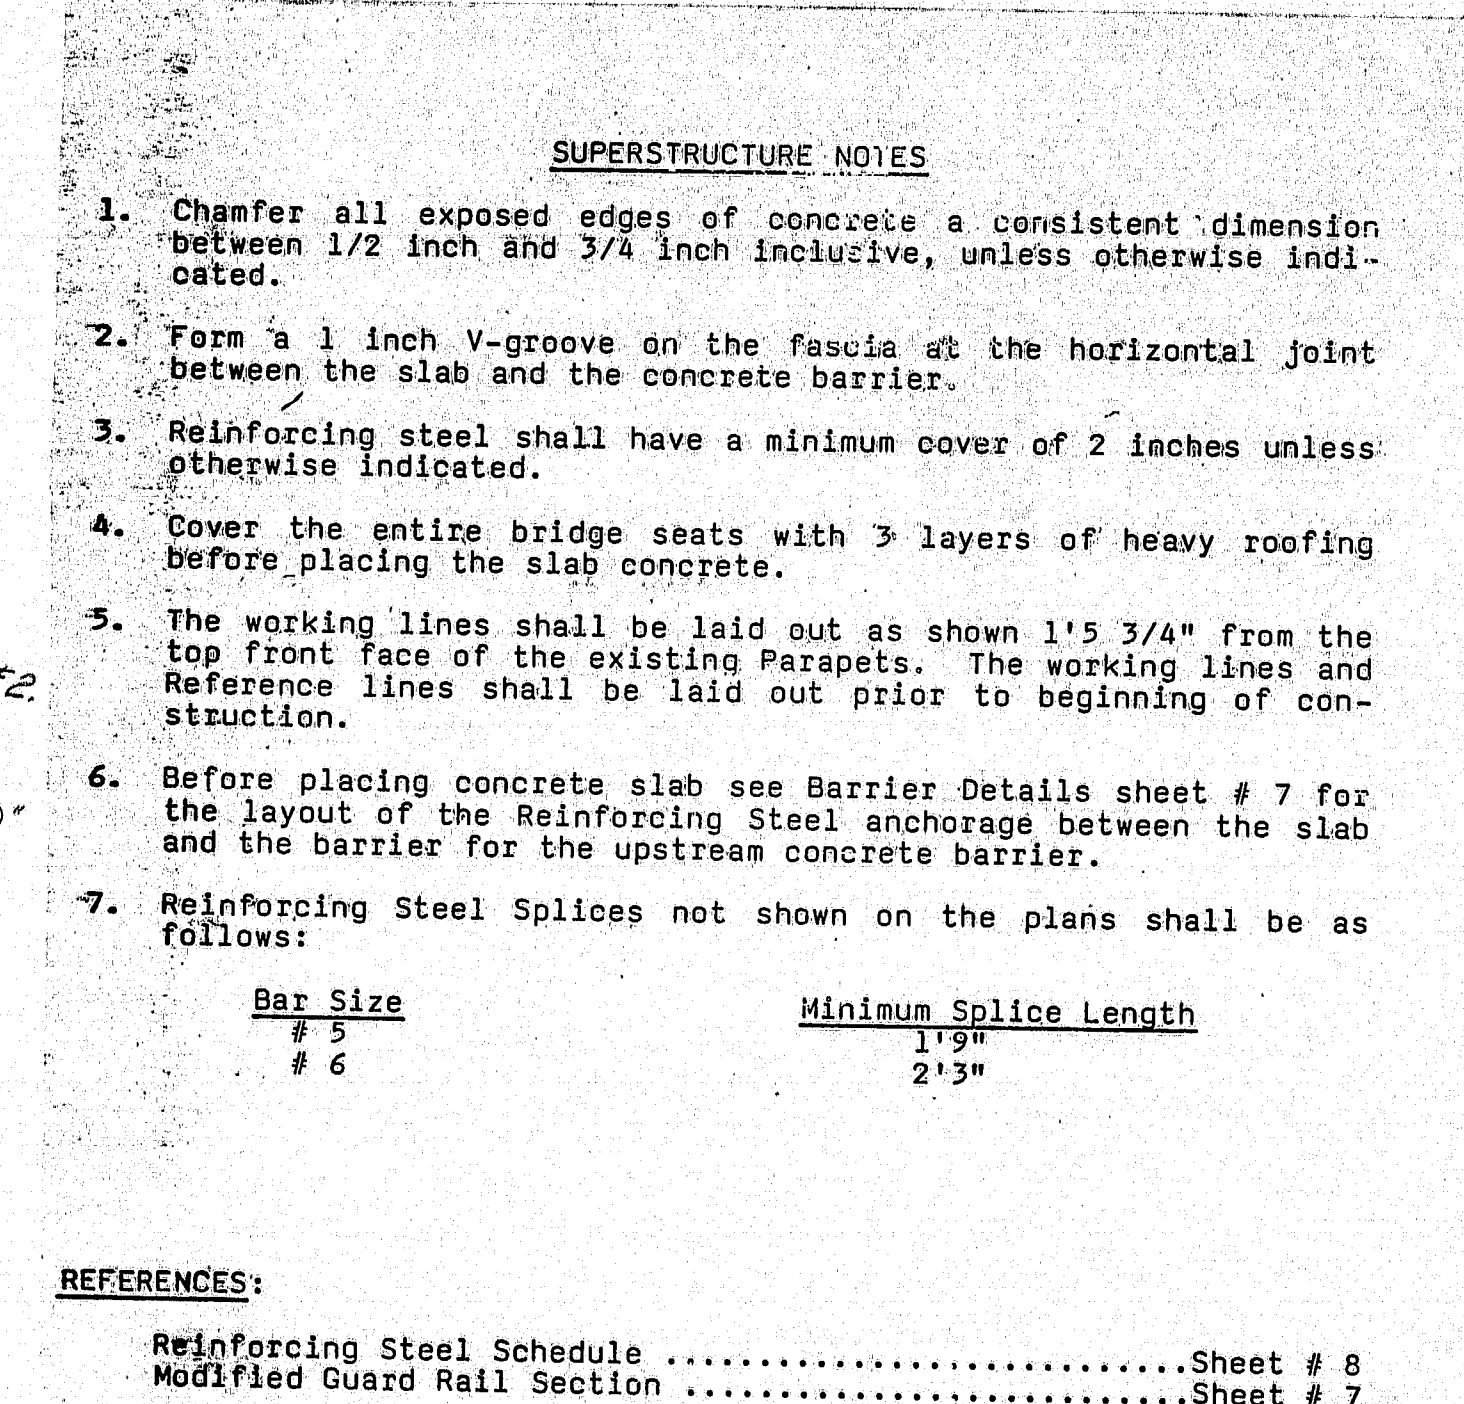 SUPERSTRUCTURE NOTES
1. Chamfer all exposed edges of concrete a consistent dimension
between 1/2 inch and 3/4 inch inclusive, unless otherwise indi-
cated.
2. Form a 1 inch V-groove on the fascia at the horizontal joint
between the slab and the concrete barrier.
3. Reinforcing steel shall have a minimum cover of 2 inches unless
otherwise indicated.
4. Cover the entire bridge seats with 3 layers of heavy roofing
before placing the slab concrete.
5. The working lines shall be laid out as shown 1'5 3/4" from the
top front face of the existing Parapets. The working lines and
Reference lines shall be laid out prior to beginning of con-
struction.
6. Before placing concrete slab see Barrier Details sheet # 7 for
the layout of the Reinforcing Steel anchorage between the slab
and the barrier for the upstream concrete barrier.
7. Reinforcing Steel Splices not shown on the plans shall be as
follows:
Bar Size Minimum Splice Length
# 5 1'9"
# 6 2'3"
REFERENCES:
Reinforcing Steel Schedule ............................Sheet # 8
Modified Guard Rail Section ...........................Sheet # 7